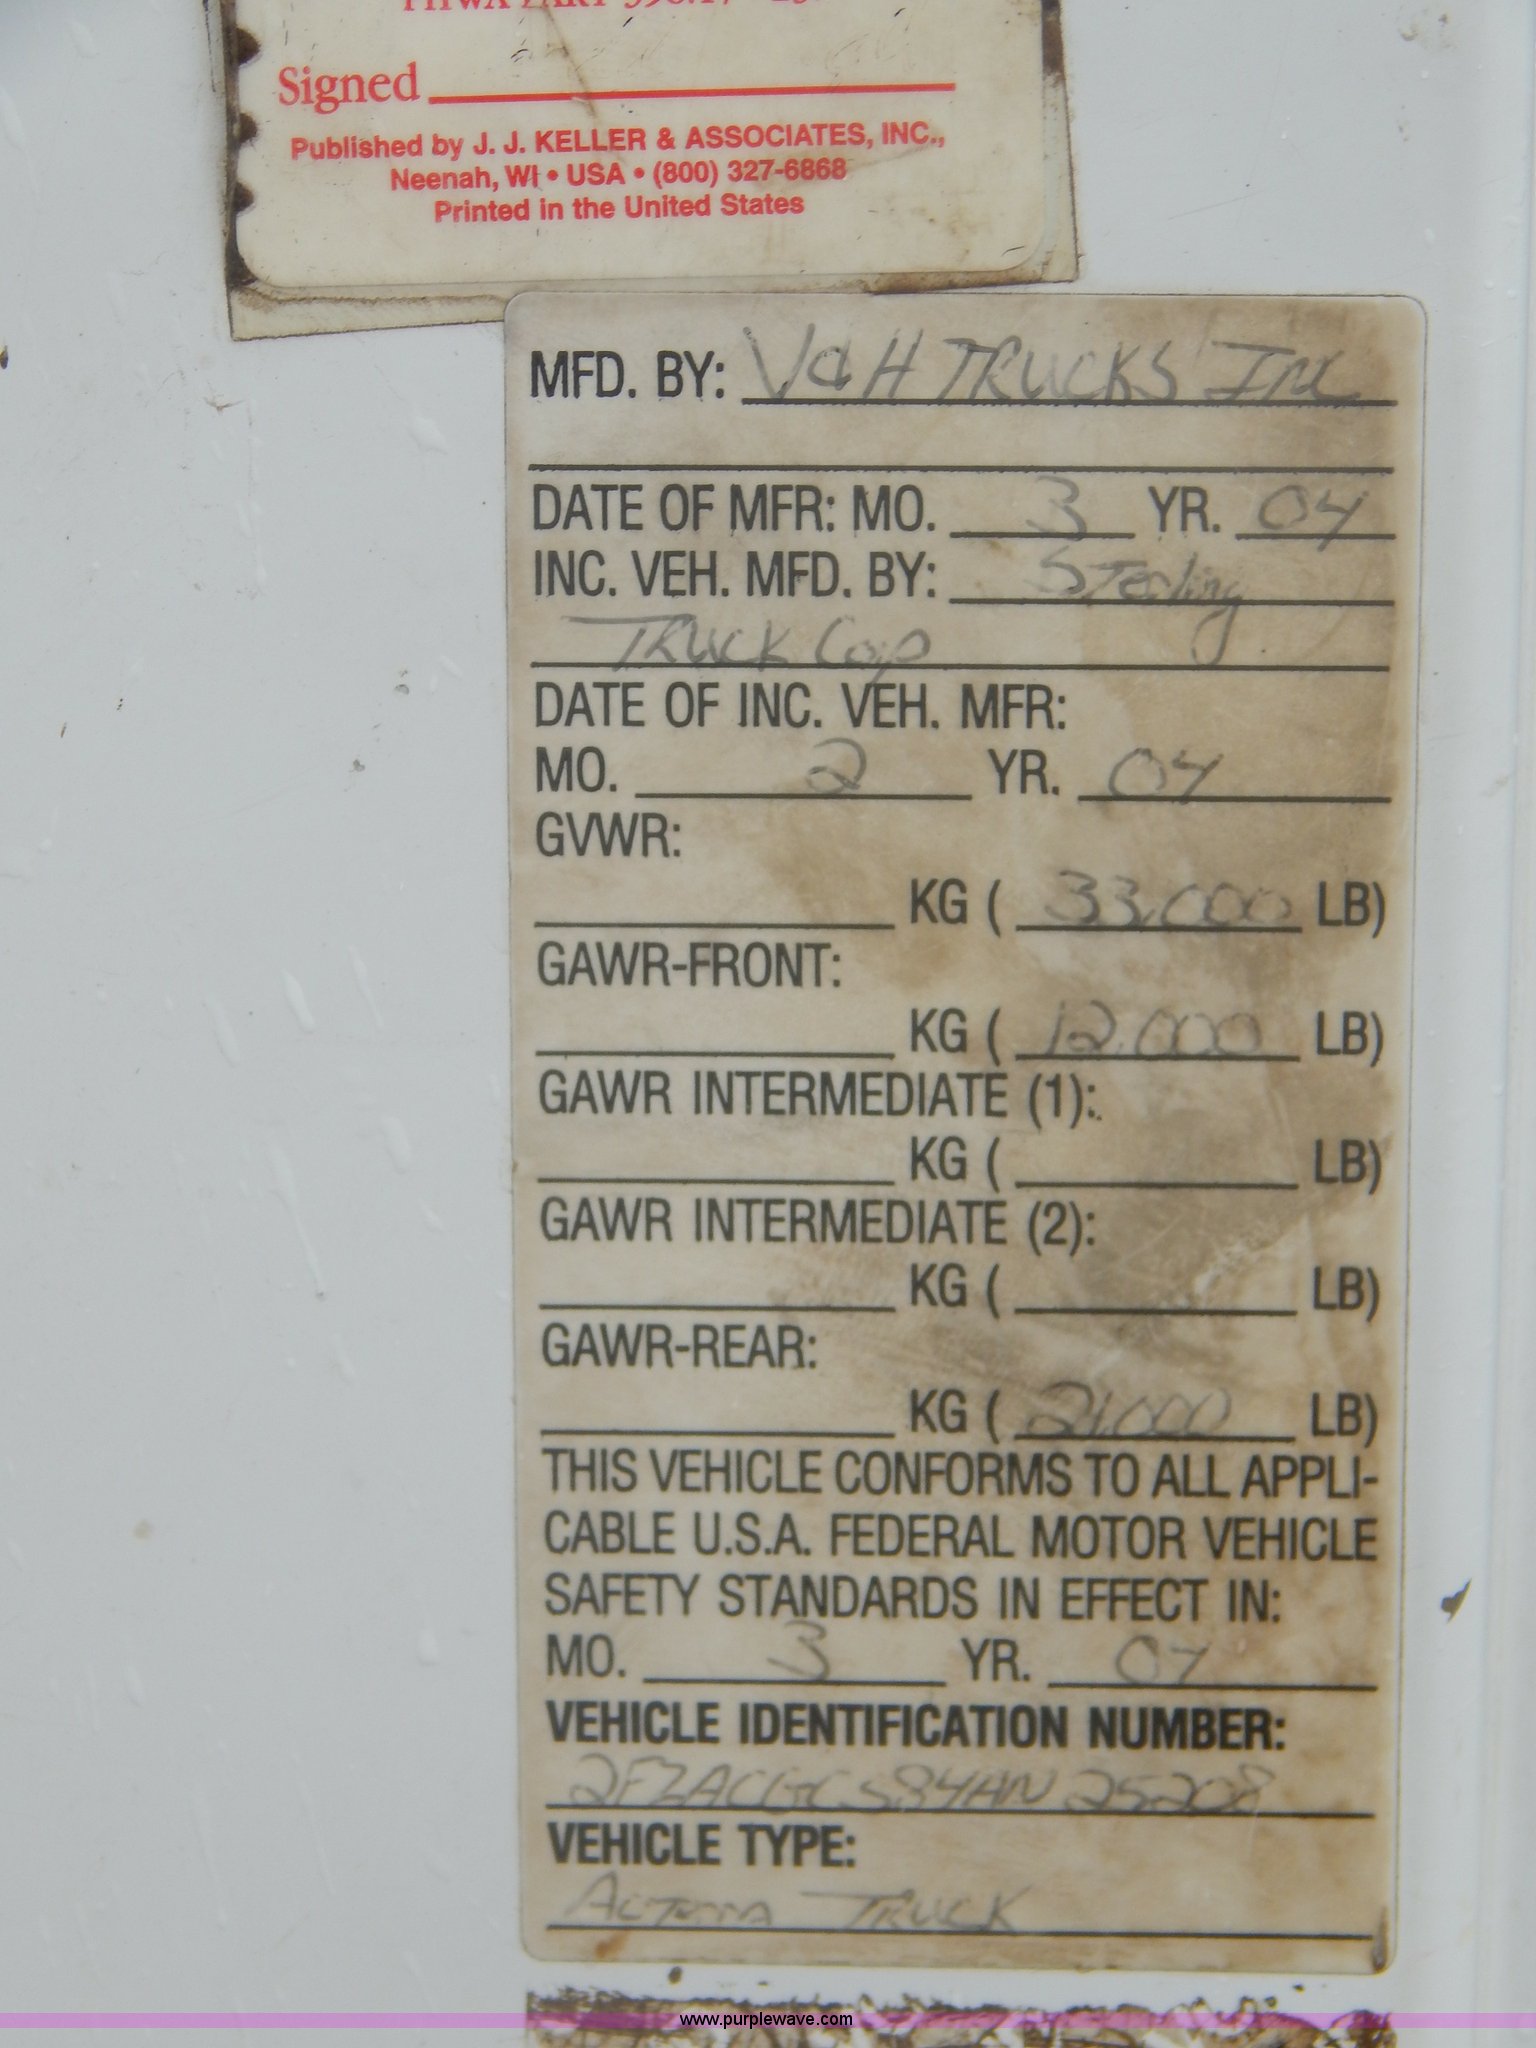 Signed
Published by J. J. KELLER & ASSOCIATES, INC.,
Neenah, WI • USA • (800) 327-6868
Printed in the United States
MFD. BY: V&H TRUCKS Inc
DATE OF MFR: MO. 3 YR. 04
INC. VEH. MFD. BY: Sterling
TRUCK Corp
DATE OF INC. VEH. MFR:
MO. 2 YR. 04
GVWR:
KG ( 33,000 LB)
GAWR-FRONT:
KG ( 12,000 LB)
GAWR INTERMEDIATE (1):
KG ( LB)
GAWR INTERMEDIATE (2):
KG ( LB)
GAWR-REAR:
KG ( 21,000 LB)
THIS VEHICLE CONFORMS TO ALL APPLI-
CABLE U.S.A. FEDERAL MOTOR VEHICLE
SAFETY STANDARDS IN EFFECT IN:
MO. 3 YR. 04
VEHICLE IDENTIFICATION NUMBER:
2FZACGCS84AN25208
VEHICLE TYPE:
Acterra TRUCK
www.purplewave.com